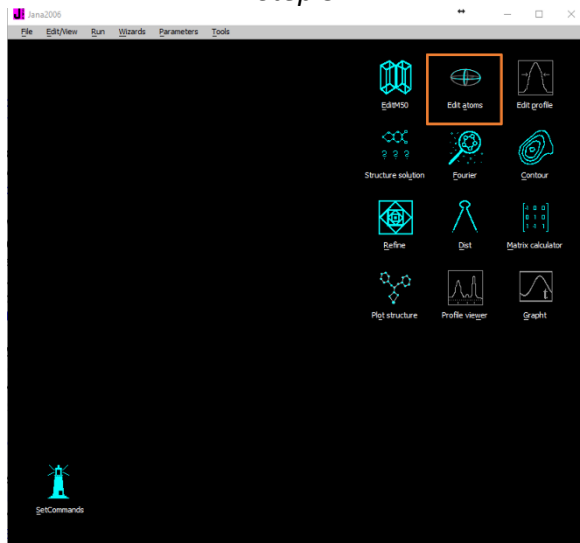 Jana2006
File Edit/View Run Wizards Parameters Tools
EditM50 Edit atoms Edit profile
? ? ?
Structure solution Fourier Contour
Refine Dist Matrix calculator
t
Plot structure Profile viewer Grapht
SetCommands